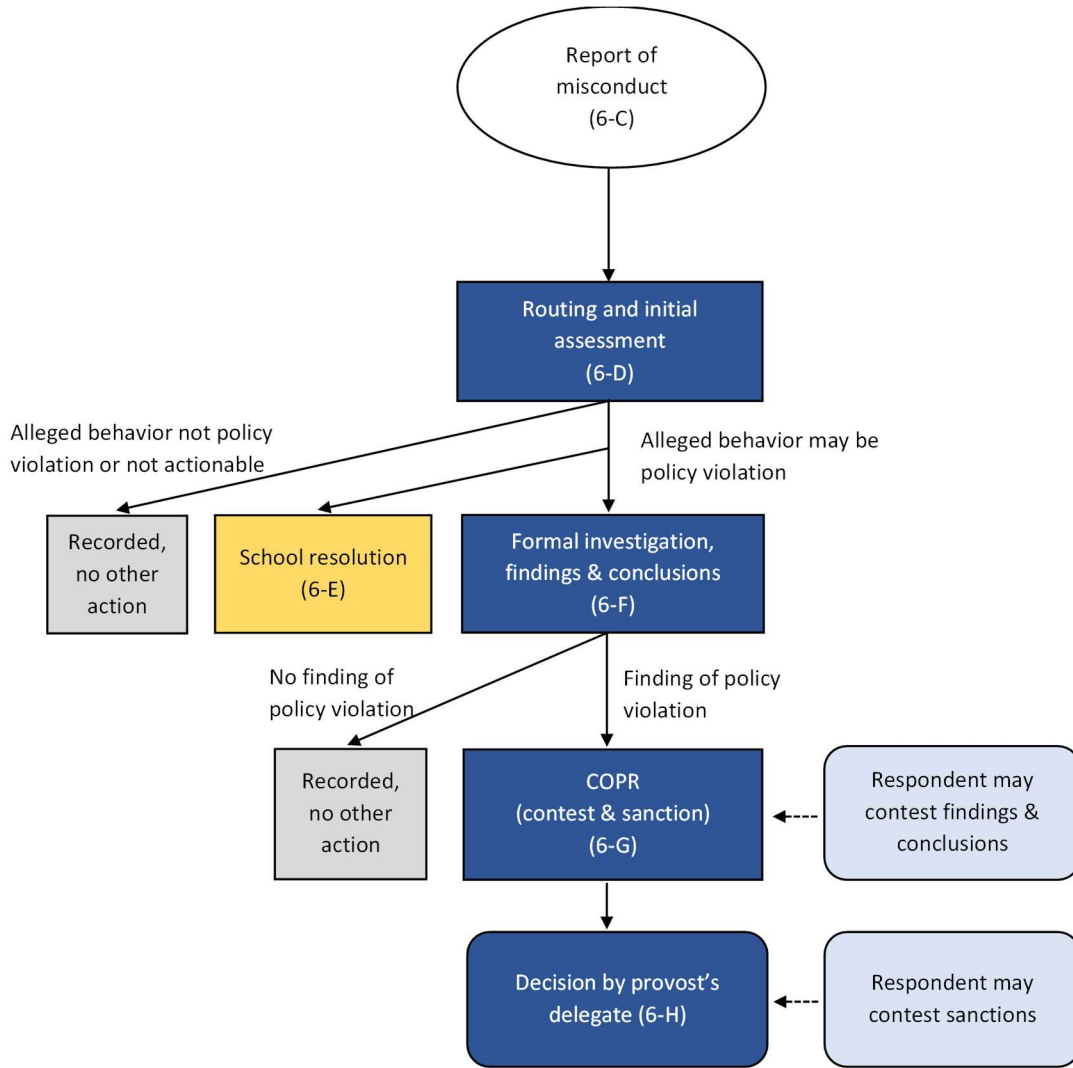 Report of
misconduct
(6-C)
Routing and initial
assessment
(6-D)
Alleged behavior not policy
violation or not actionable
Alleged behavior may be
policy violation
Recorded,
no other
action
School resolution
(6-E)
Formal investigation,
findings & conclusions
(6-F)
No finding of
policy violation
Finding of policy
violation
Recorded,
no other
action
COPR
(contest & sanction)
(6-G)
Respondent may
contest findings &
conclusions
Decision by provost’s
delegate (6-H)
Respondent may
contest sanctions